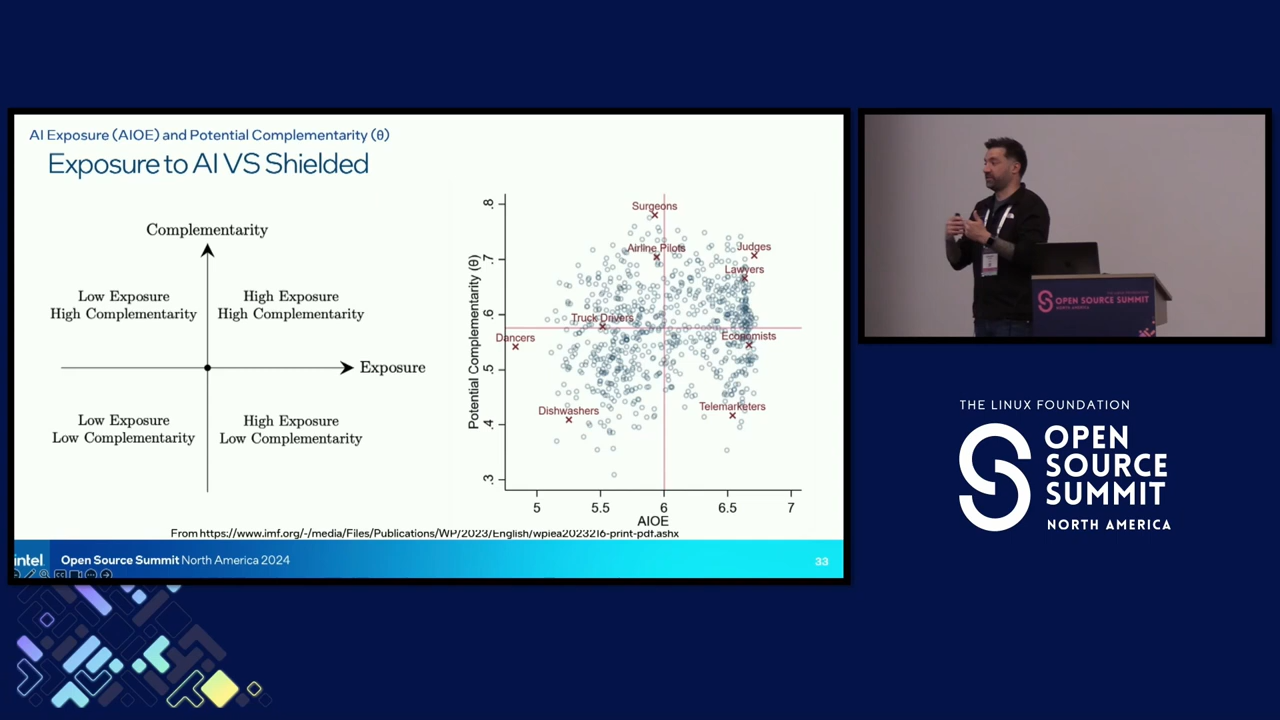 AI Exposure (AIOE) and Potential Complementarity (θ)
Exposure to AI VS Shielded
Complementarity
Low Exposure
High Complementarity
High Exposure
High Complementarity
Exposure
Low Exposure
Low Complementarity
High Exposure
Low Complementarity
Potential Complementarity (θ)
.8
.7
.6
.5
.4
.3
Surgeons
Airline Pilots
Judges
Lawyers
Truck Drivers
Dancers
Economists
Dishwashers
Telemarketers
5
5.5
6
6.5
7
AIOE
From https://www.imf.org/-/media/Files/Publications/WP/2023/English/wpiea2023216-print-pdf.ashx
intel
Open Source Summit North America 2024
33
OPEN SOURCE SUMMIT
NORTH AMERICA
THE LINUX FOUNDATION
OPEN
SOURCE
SUMMIT
NORTH AMERICA